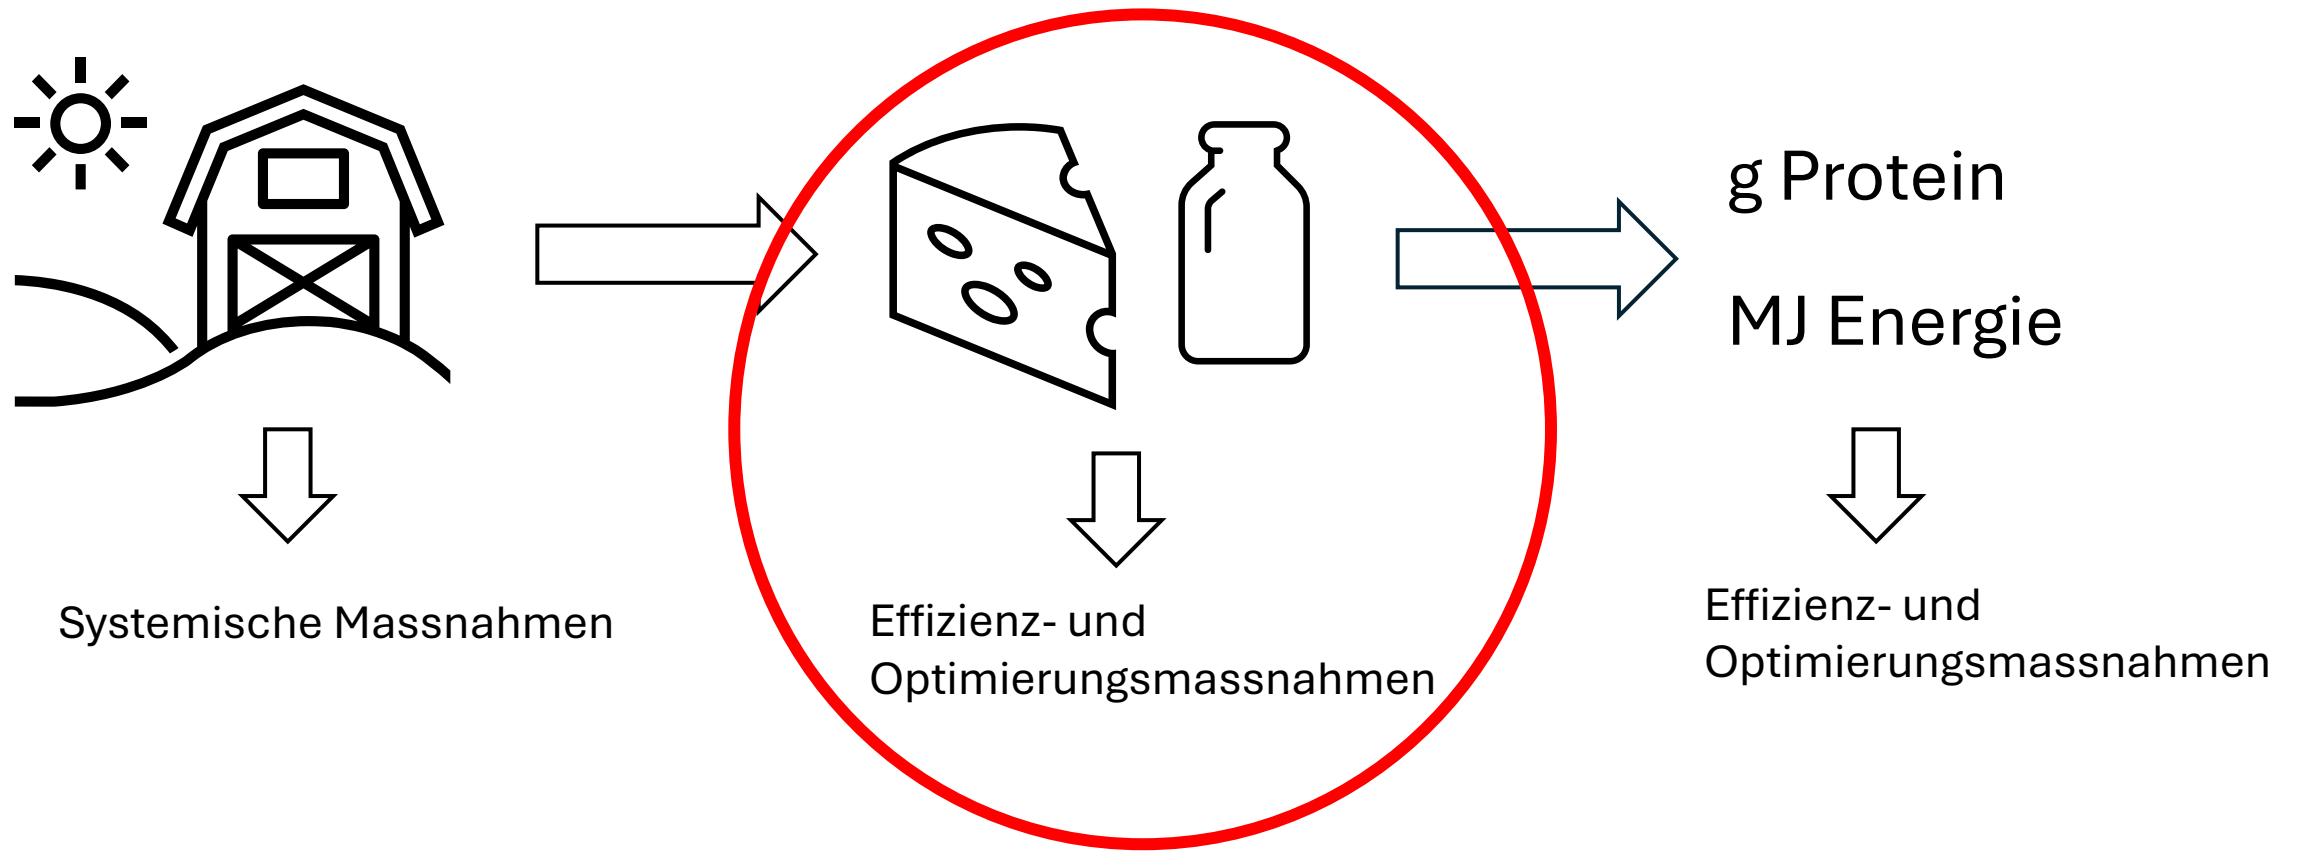 g Protein
MJ Energie
Systemische Massnahmen
Effizienz- und
Optimierungsmassnahmen
Effizienz- und
Optimierungsmassnahmen